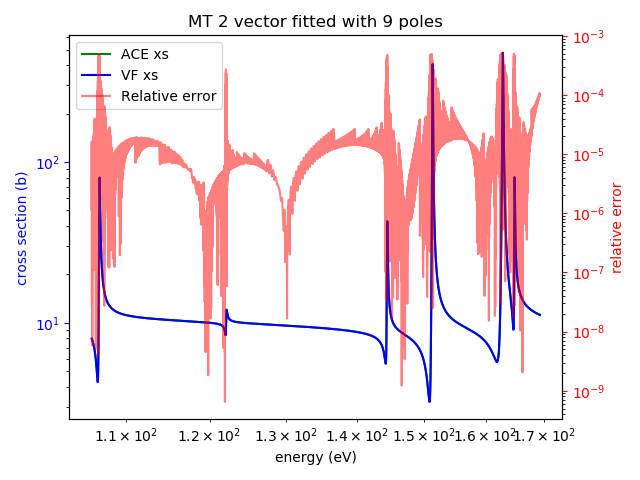 MT 2 vector fitted with 9 poles
ACE xs
VF xs
Relative error
cross section (b)
10²
10¹
10⁻³
10⁻⁴
10⁻⁵
10⁻⁶
10⁻⁷
10⁻⁸
10⁻⁹
relative error
1.1 × 10² 1.2 × 10² 1.3 × 10² 1.4 × 10² 1.5 × 10² 1.6 × 10² 1.7 × 10²
energy (eV)